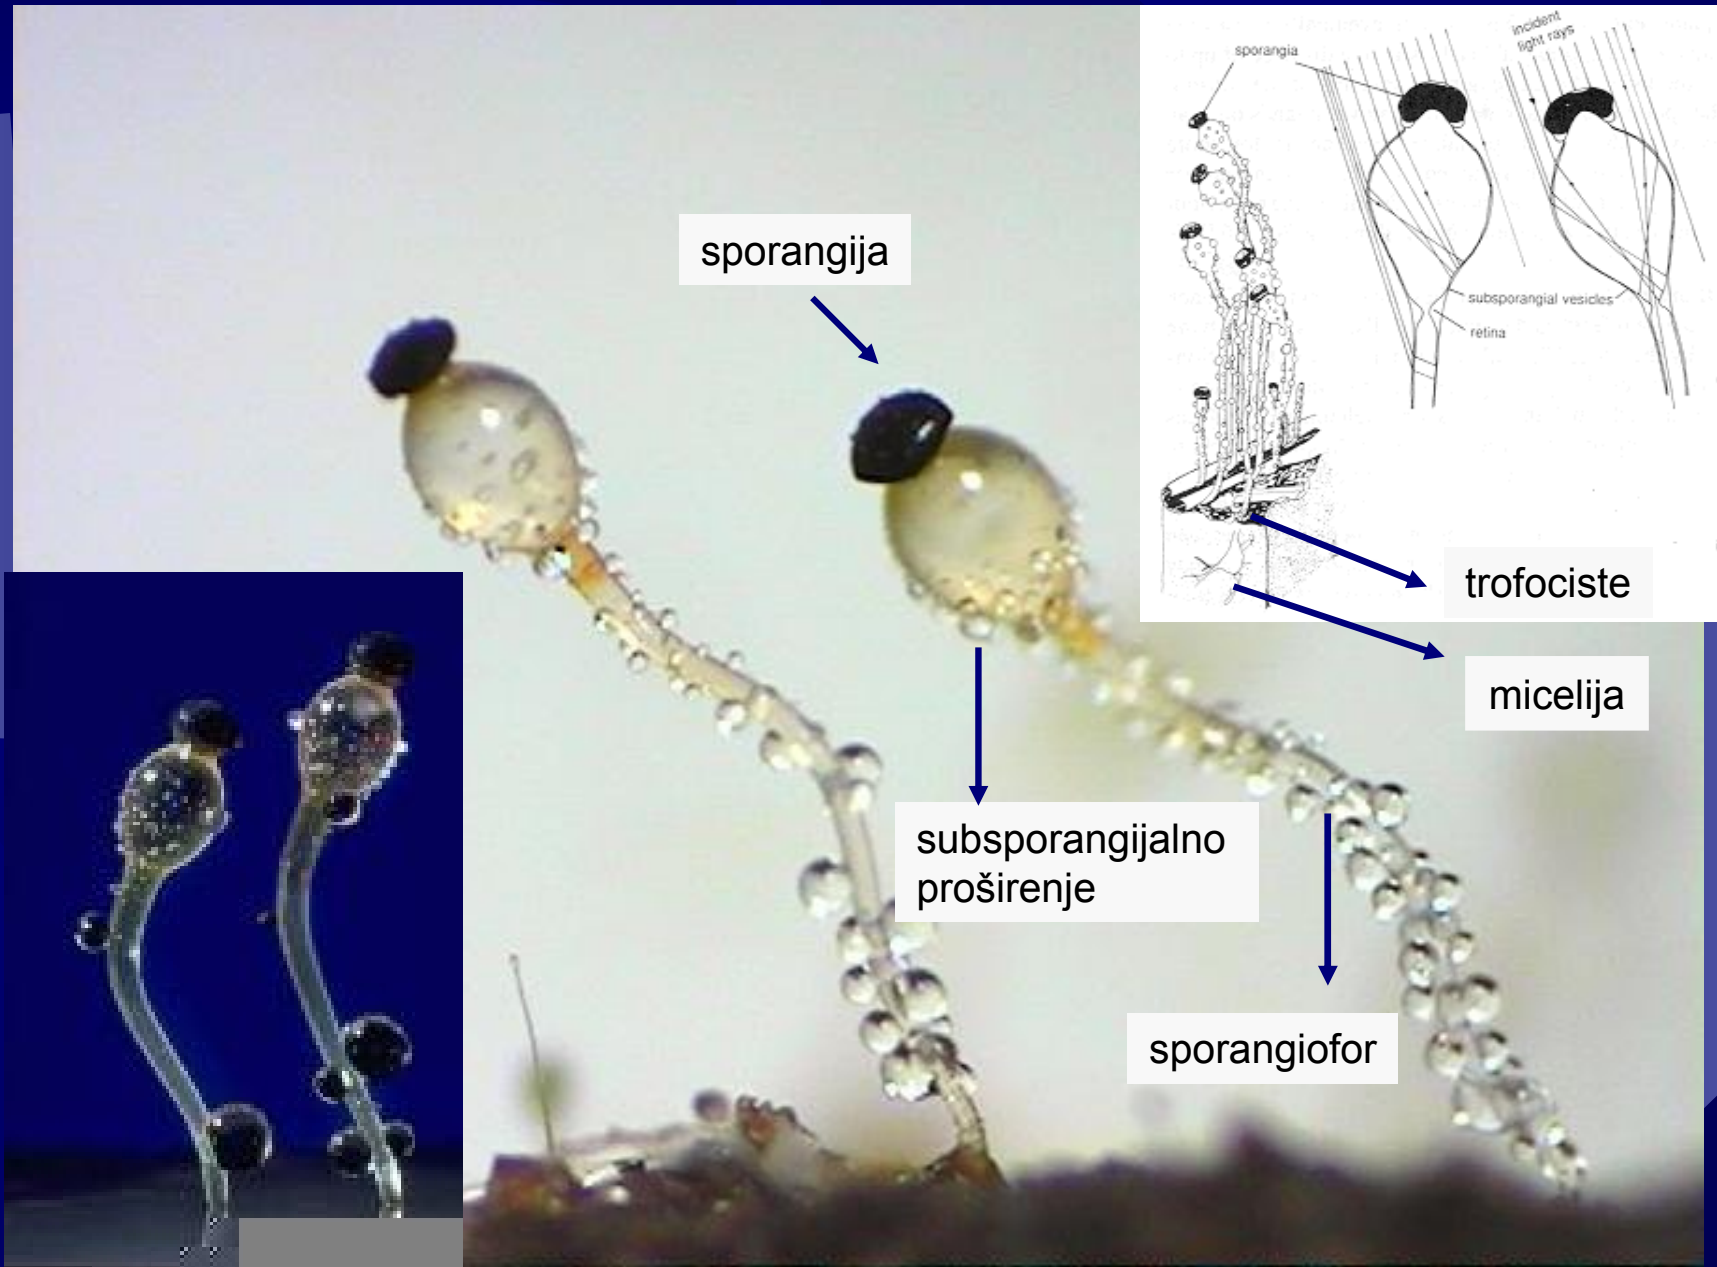 sporangia
incident
light rays
sporangija
subsporangial vesicles
retina
trofociste
micelija
subsporangijalno
proširenje
sporangiofor